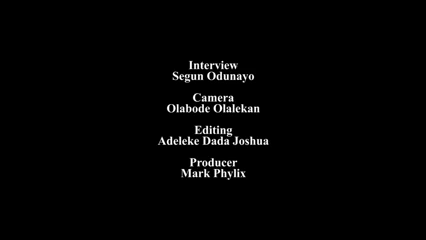 Interview
Segun Odunayo
Camera
Olabode Olalekan
Editing
Adeleke Dada Joshua
Producer
Mark Phylix